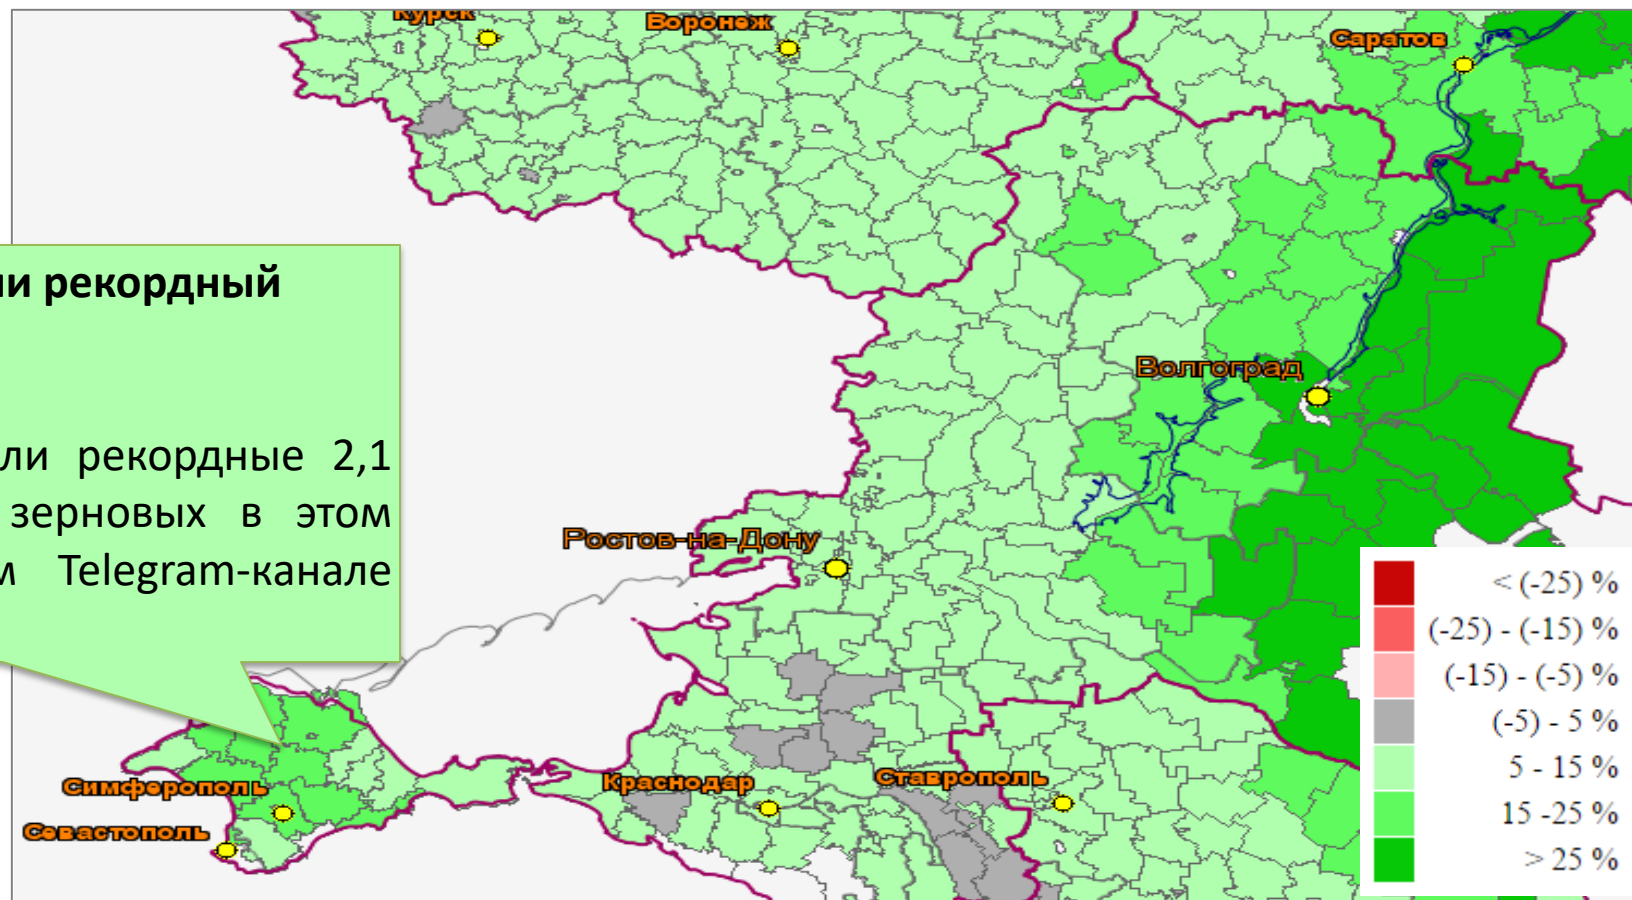 Курск
Воронеж
Саратов
и рекордный
Волгоград
ли рекордные 2,1
зерновых в этом
м Telegram-канале
Ростов-на-Дону
< (-25) %
(-25) - (-15) %
(-15) - (-5) %
(-5) - 5 %
5 - 15 %
15 -25 %
> 25 %
Симферополь
Краснодар
Ставрополь
Севастополь